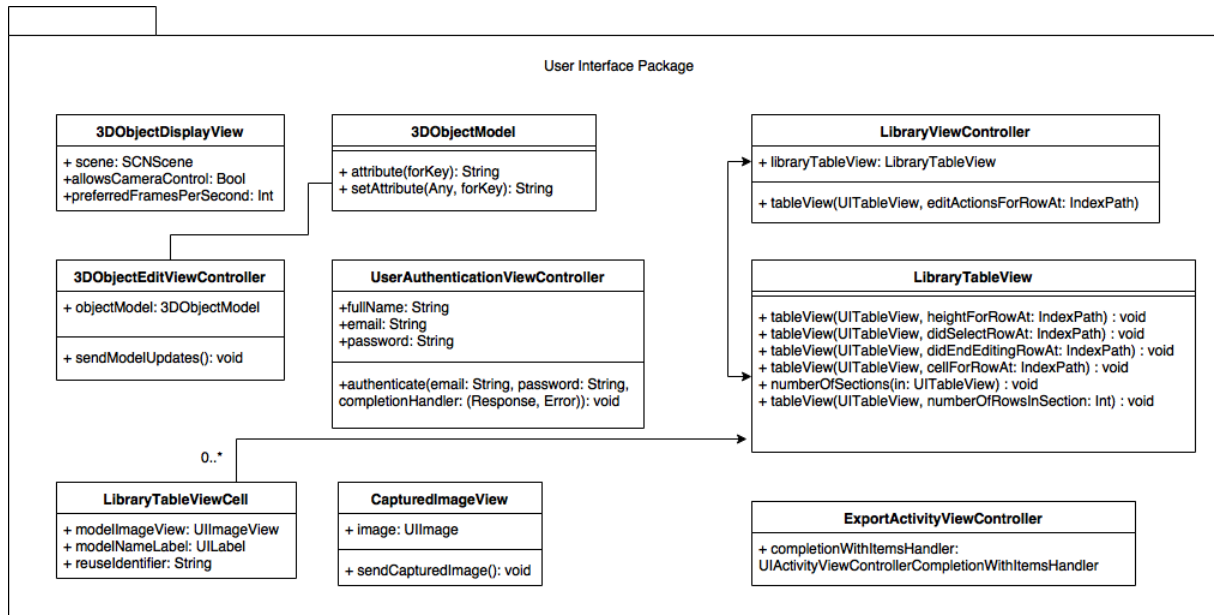 User Interface Package
3DObjectDisplayView
+ scene: SCNScene
+allowsCameraControl: Bool
+preferredFramesPerSecond: Int
3DObjectModel
+ attribute(forKey): String
+ setAttribute(Any, forKey): String
LibraryViewController
+ libraryTableView: LibraryTableView
+ tableView(UITableView, editActionsForRowAt: IndexPath)
3DObjectEditViewController
+ objectModel: 3DObjectModel
+ sendModelUpdates(): void
UserAuthenticationViewController
+fullName: String
+email: String
+password: String
+authenticate(email: String, password: String,
completionHandler: (Response, Error)): void
LibraryTableView
+ tableView(UITableView, heightForRowAt: IndexPath) : void
+ tableView(UITableView, didSelectRowAt: IndexPath) : void
+ tableView(UITableView, didEndEditingRowAt: IndexPath) : void
+ tableView(UITableView, cellForRowAt: IndexPath) : void
+ numberOfSections(in: UITableView) : void
+ tableView(UITableView, numberOfRowsInSection: Int) : void
0..*
LibraryTableViewCell
+ modelImageView: UIImageView
+ modelNameLabel: UILabel
+ reuseIdentifier: String
CapturedImageView
+ image: UIImage
+ sendCapturedImage(): void
ExportActivityViewController
+ completionWithItemsHandler:
UIActivityViewControllerCompletionWithItemsHandler